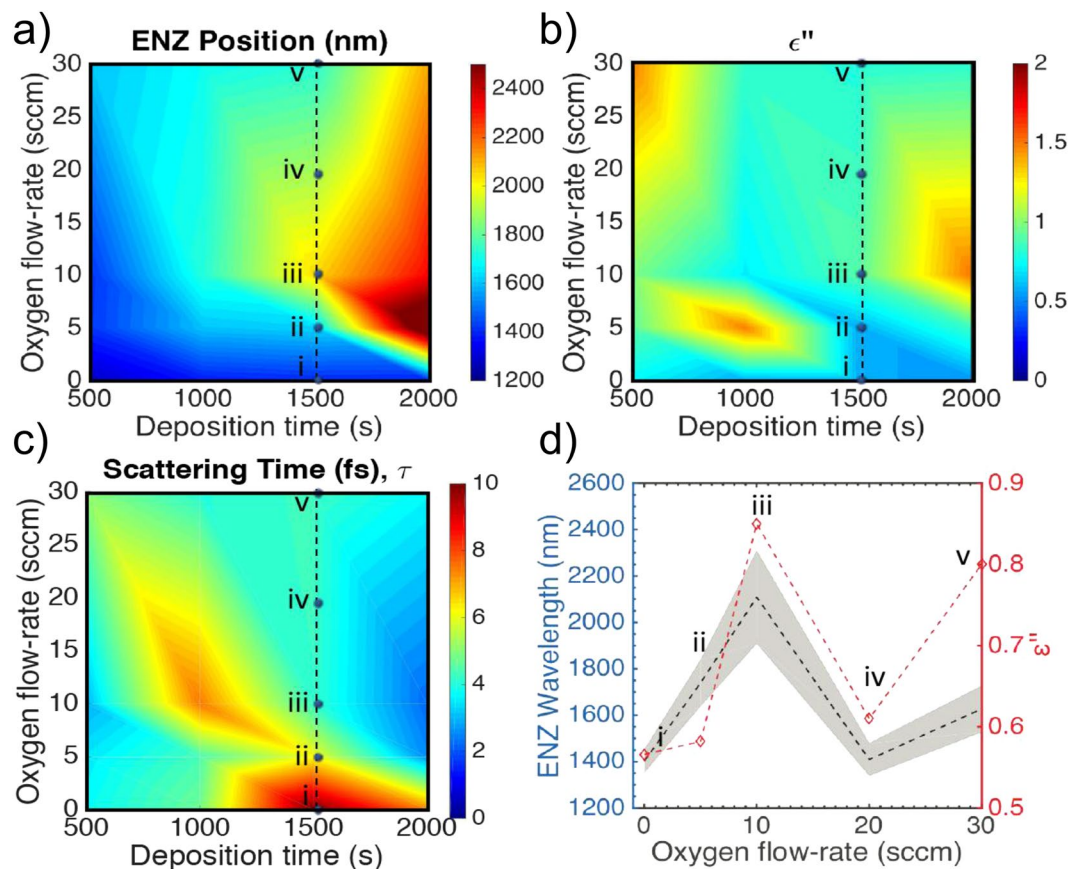 a)
ENZ Position (nm)
Oxygen flow-rate (sccm)
30
25
20
15
10
5
0
v
iv
iii
ii
i
500
1000
1500
2000
Deposition time (s)
2400
2200
2000
1800
1600
1400
1200
b)
ϵ"
Oxygen flow-rate (sccm)
30
25
20
15
10
5
0
v
iv
iii
ii
i
500
1000
1500
2000
Deposition time (s)
2
1.5
1
0.5
0
c)
Scattering Time (fs), τ
Oxygen flow-rate (sccm)
30
25
20
15
10
5
0
v
iv
iii
ii
i
500
1000
1500
2000
Deposition time (s)
10
8
6
4
2
0
d)
ENZ Wavelength (nm)
2600
2400
2200
2000
1800
1600
1400
1200
i
ii
iii
iv
v
0
10
20
30
Oxygen flow-rate (sccm)
0.9
0.8
0.7
0.6
0.5
ε"